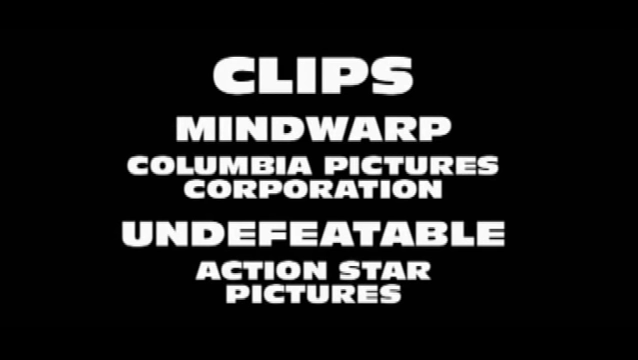 CLIPS
MINDWARP
COLUMBIA PICTURES
CORPORATION
UNDEFEATABLE
ACTION STAR
PICTURES